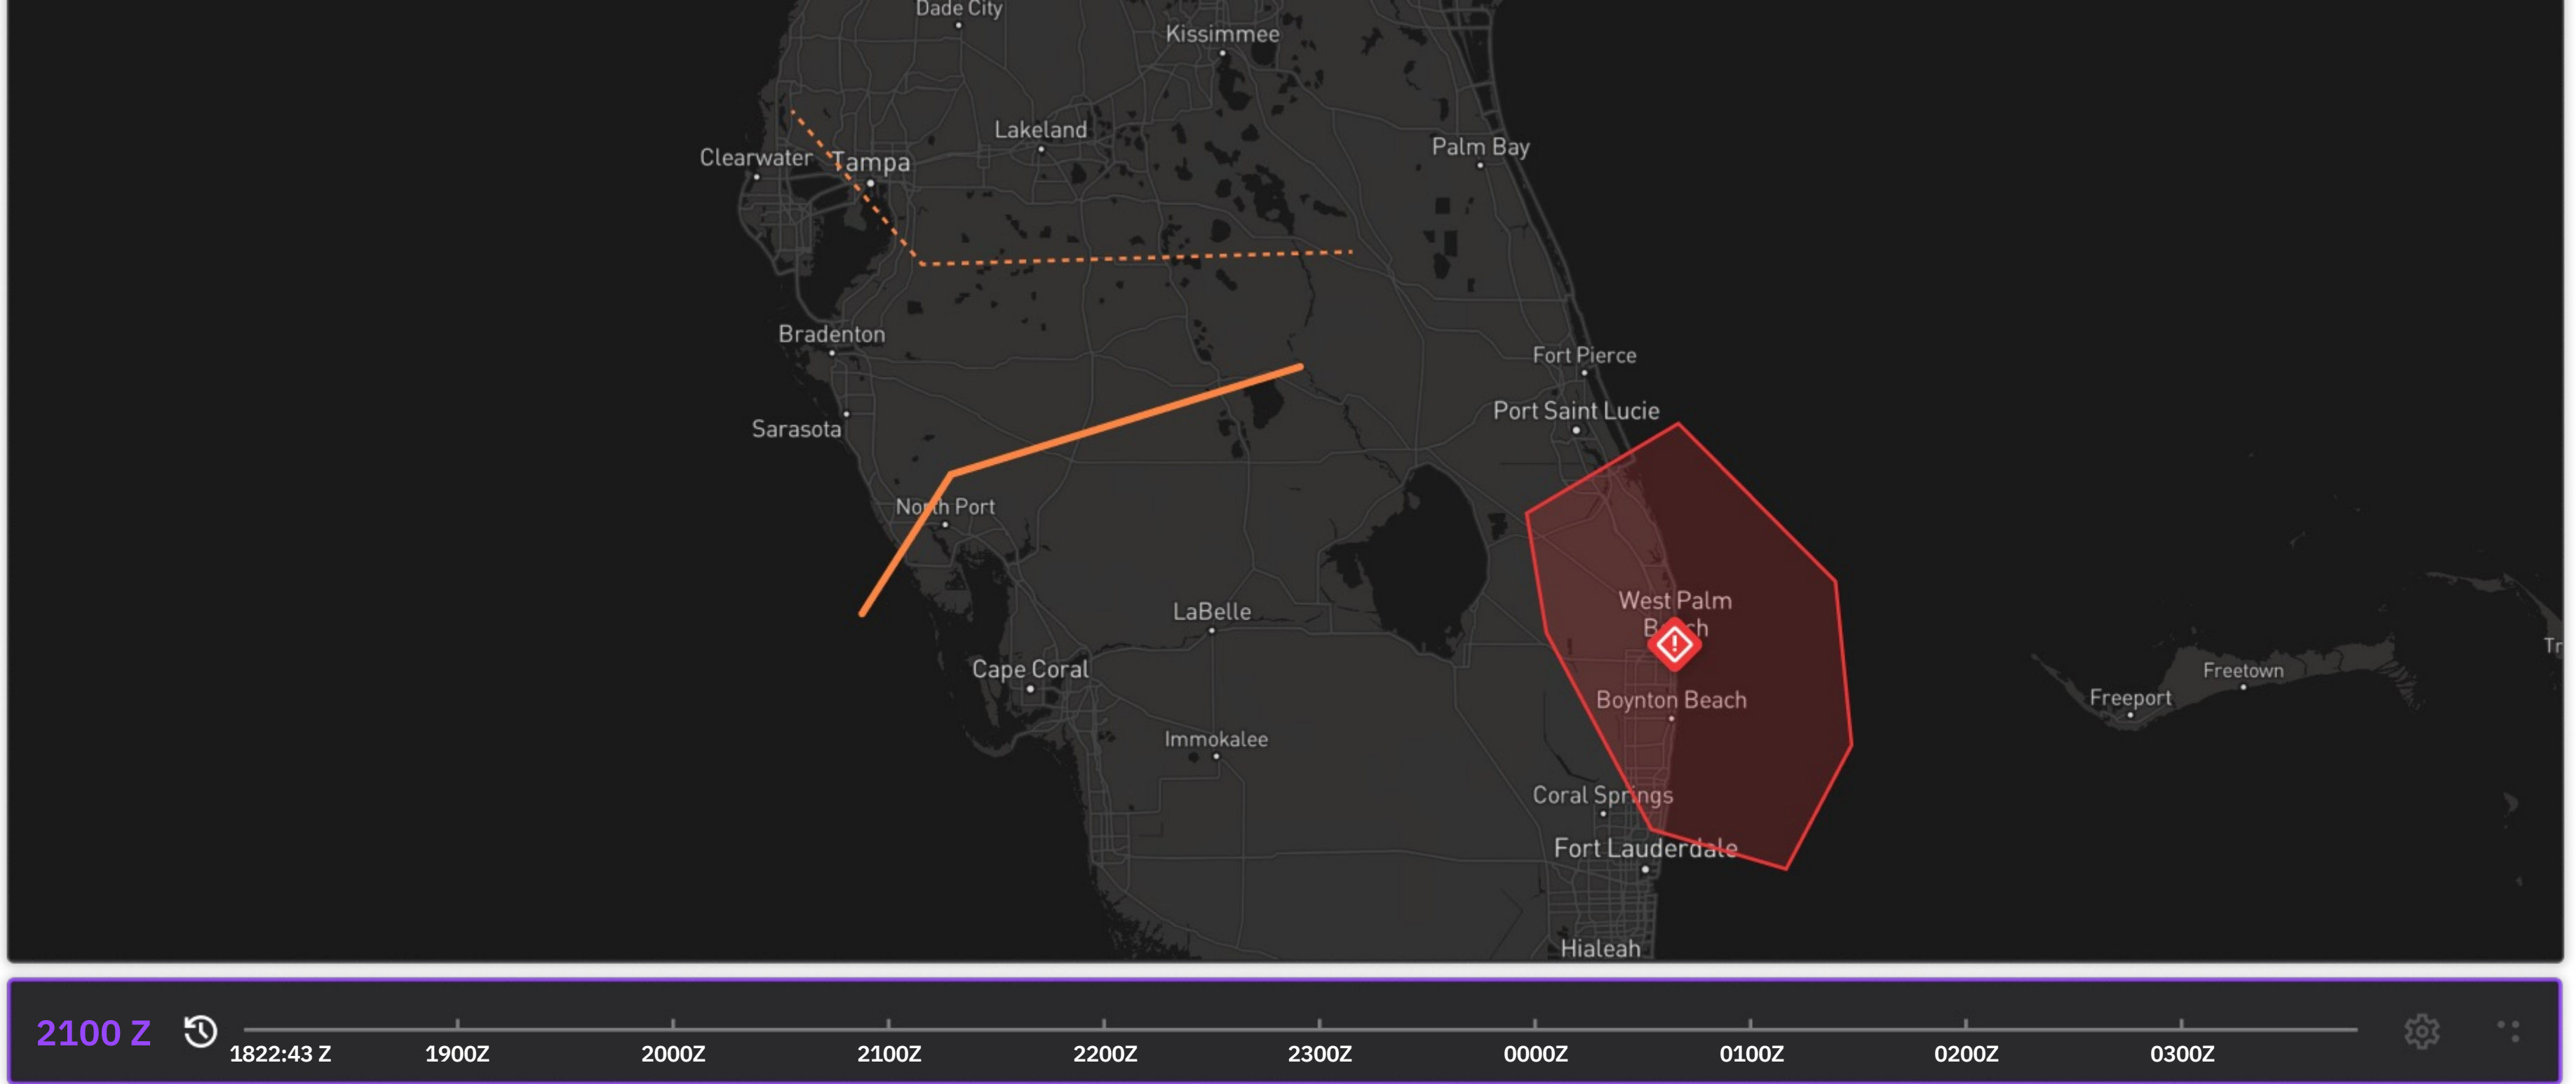 Dade City
Kissimmee
Lakeland
Palm Bay
Clearwater
Tampa
Bradenton
Fort Pierce
Port Saint Lucie
Sarasota
North Port
West Palm
Beach
LaBelle
Tr
Cape Coral
Freetown
Freeport
Boynton Beach
Immokalee
Coral Springs
Fort Lauderdale
Hialeah
2100 Z
1822:43 Z 1900Z 2000Z 2100Z 2200Z 2300Z 0000Z 0100Z 0200Z 0300Z